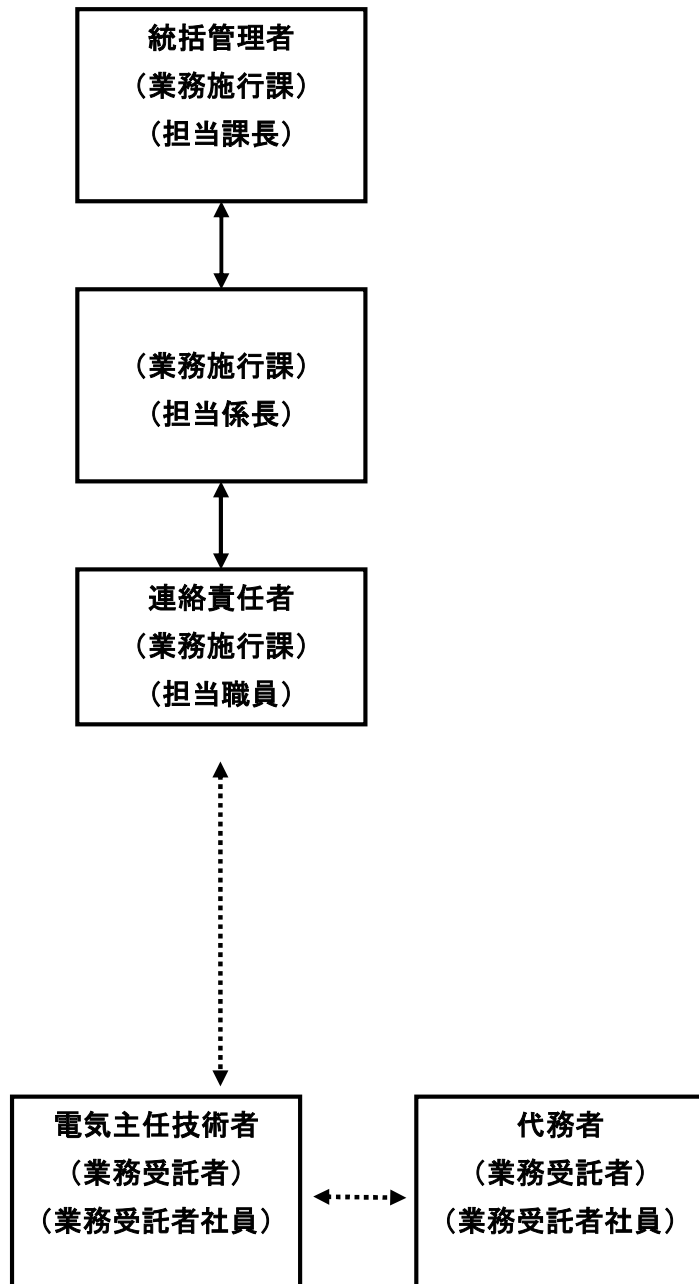 統括管理者
（業務施行課）
（担当課長）
（業務施行課）
（担当係長）
連絡責任者
（業務施行課）
（担当職員）
電気主任技術者
（業務受託者）
（業務受託者社員）
代務者
（業務受託者）
（業務受託者社員）